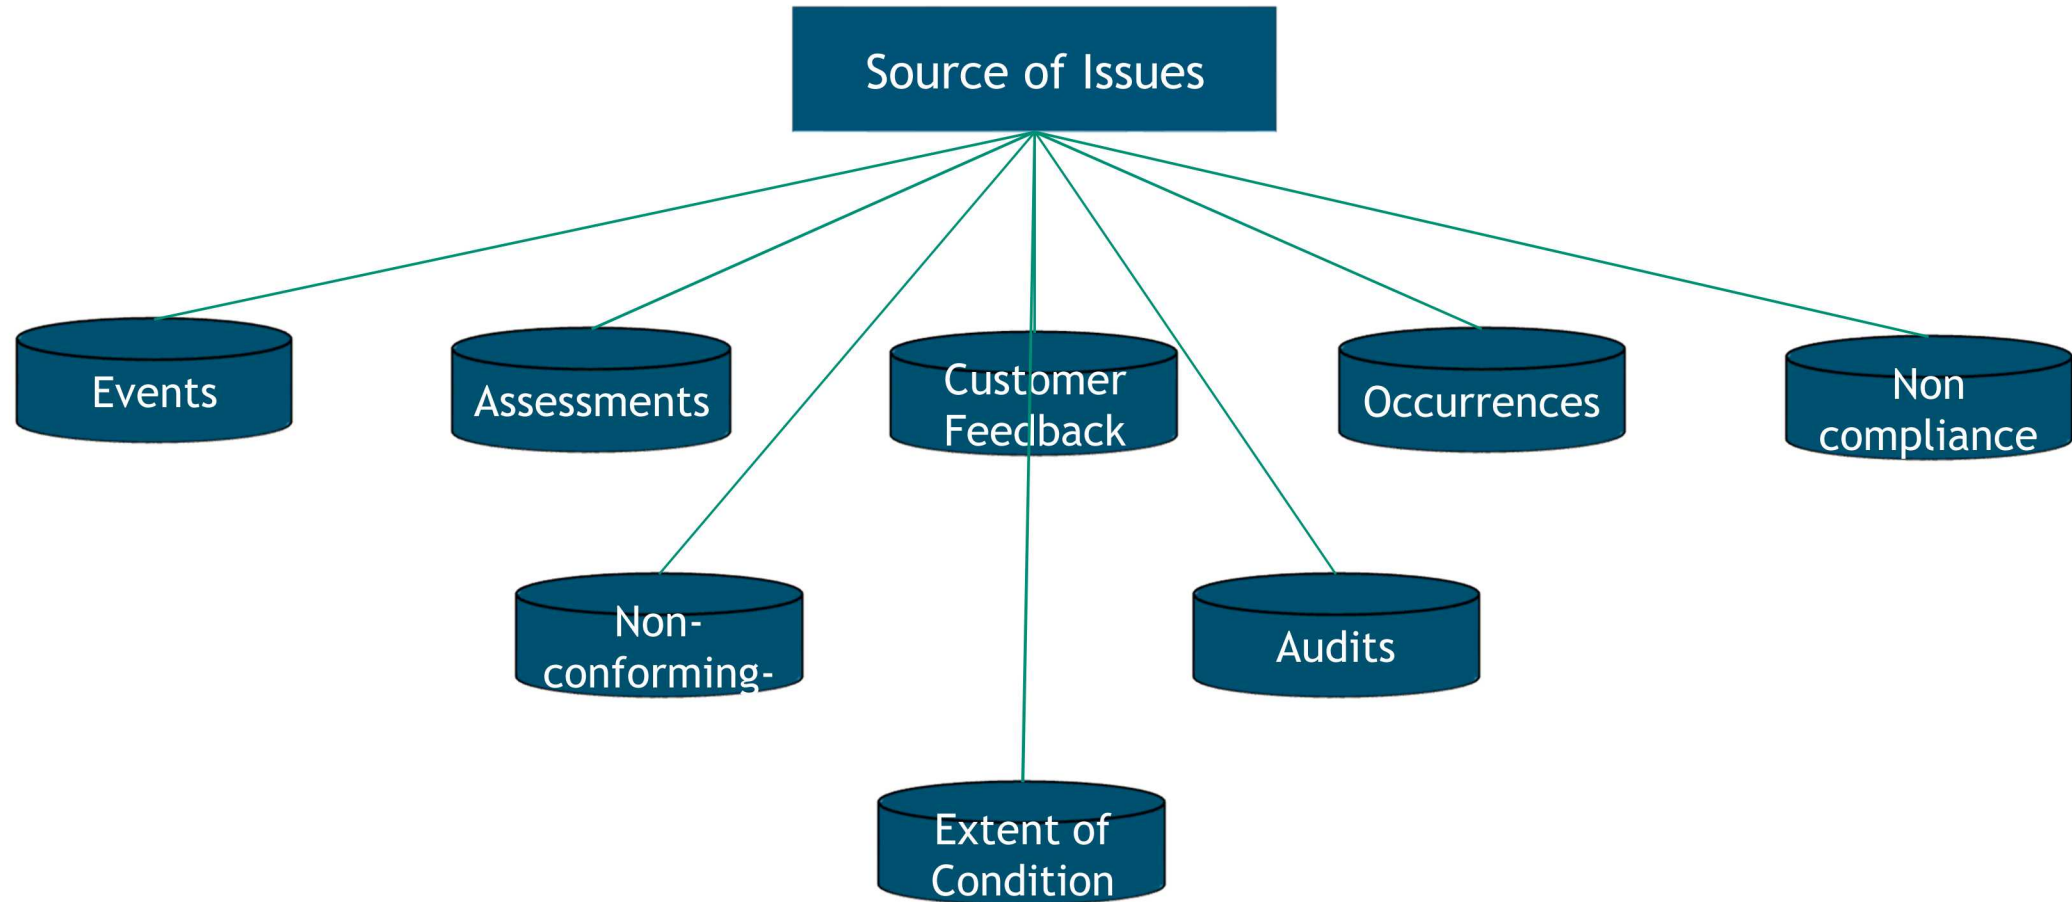 Source of Issues
Events
Assessments
Customer
Feedback
Occurrences
Non
compliance
Non-
conforming-
Audits
Extent of
Condition